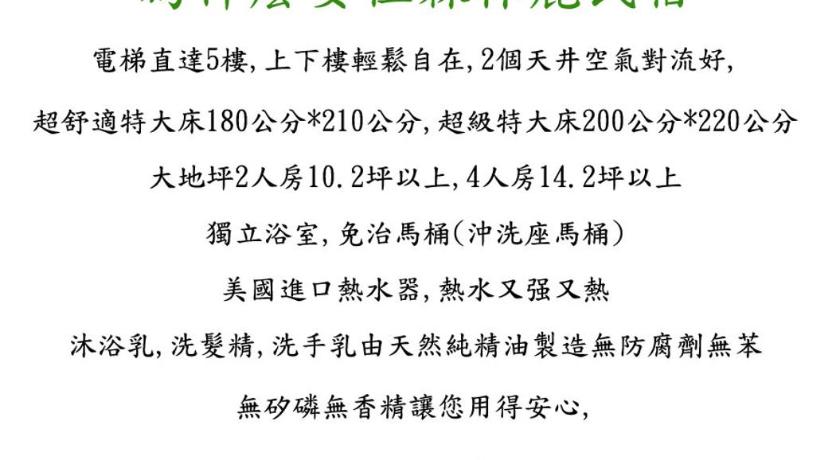 電梯直達5樓,上下樓輕鬆自在,2個天井空氣對流好,
超舒適特大床180公分*210公分,超級特大床200公分*220公分
大地坪2人房10.2坪以上,4人房14.2坪以上
獨立浴室,免治馬桶(沖洗座馬桶)
美國進口熱水器,熱水又强又熱
沐浴乳,洗髮精,洗手乳由天然純精油製造無防腐劑無苯
無矽磷無香精讓您用得安心,